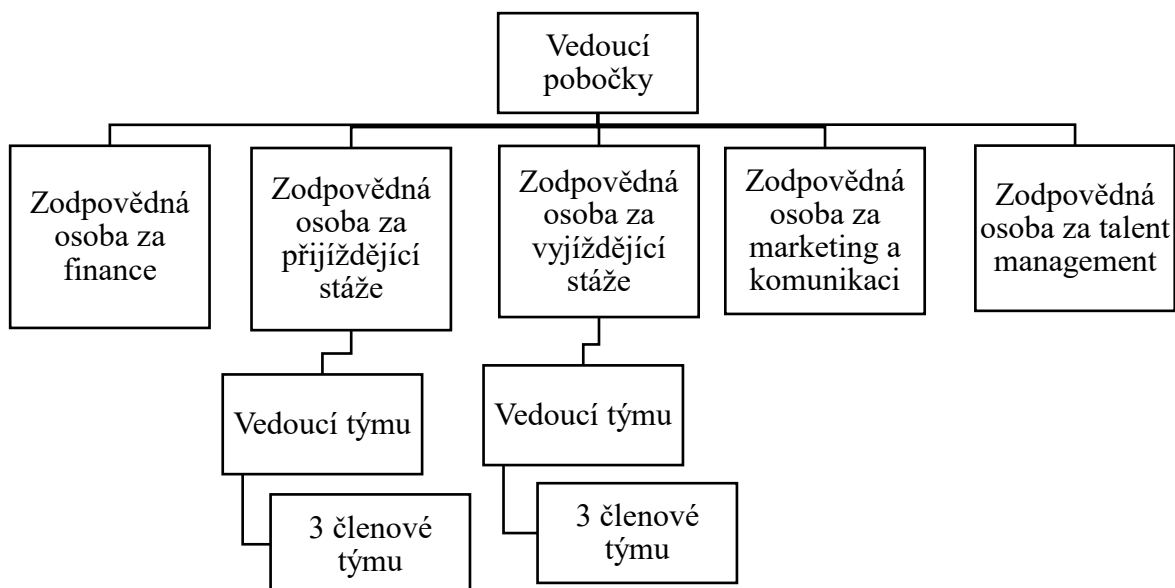 Vedoucí
pobočky
Zodpovědná
osoba za
finance
Zodpovědná
osoba za
přijíždějící
stáže
Zodpovědná
osoba za
vyjíždějící
stáže
Zodpovědná
osoba za
marketing a
komunikaci
Zodpovědná
osoba za talent
management
Vedoucí týmu
Vedoucí týmu
3 členové
týmu
3 členové
týmu